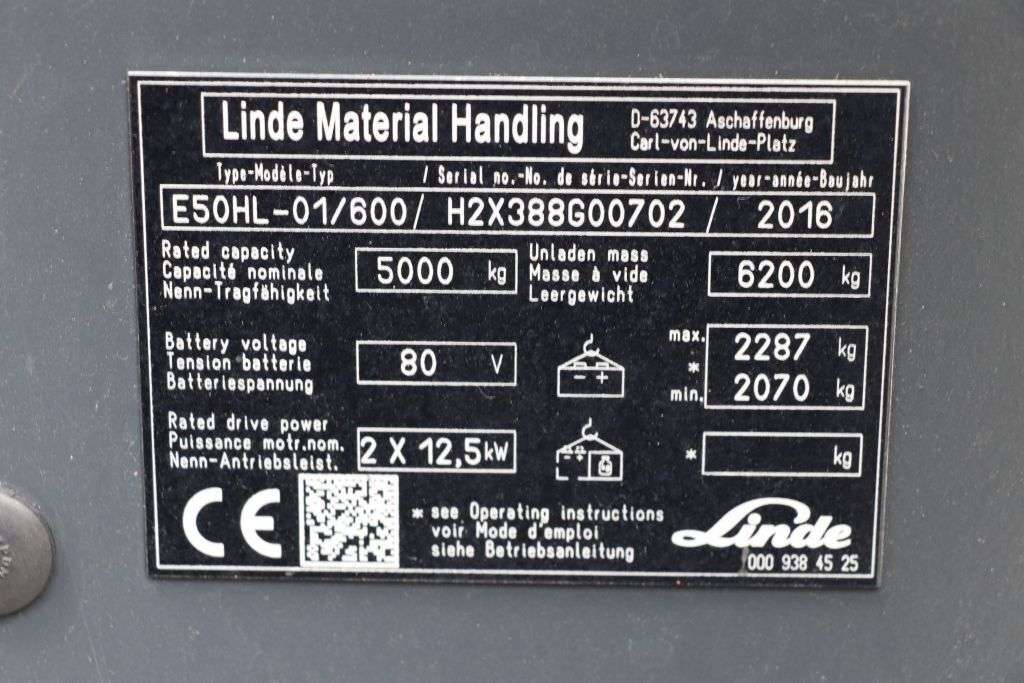 Linde Material Handling
D-63743 Aschaffenburg
Carl-von-Linde-Platz
Type-Modèle-Typ / Serial no.-No. de série-Serien-Nr. / year-année-Baujahr
E50HL-01/600 / H2X388G00702 / 2016
Rated capacity
Capacité nominale
Nenn-Tragfähigkeit
5000 kg
Unladen mass
Masse à vide
Leergewicht
6200 kg
Battery voltage
Tension batterie
Batteriespannung
80 V
- +
max. 2287 kg
*
min. 2070 kg
Rated drive power
Puissance motr.nom.
Nenn-Antriebsleist.
2 X 12,5 kW
* kg
CE
* see Operating instructions
voir Mode d'emploi
siehe Betriebsanleitung
Linde
000 938 45 25